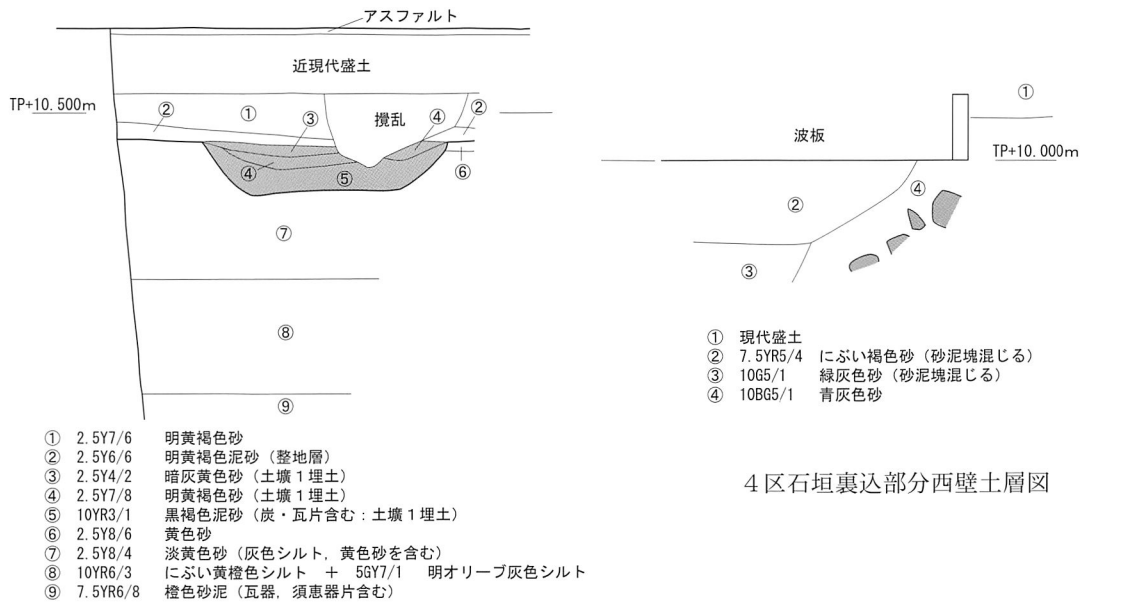 アスファルト
近現代盛土
TP+10.500m
②
①
③
攪乱
④
②
④
⑤
⑥
⑦
⑧
⑨
① 2.5Y7/6 明黄褐色砂
② 2.5Y6/6 明黄褐色泥砂（整地層）
③ 2.5Y4/2 暗灰黄色砂（土壙１埋土）
④ 2.5Y7/8 明黄褐色砂（土壙１埋土）
⑤ 10YR3/1 黒褐色泥砂（炭・瓦片含む：土壙１埋土）
⑥ 2.5Y8/6 黄色砂
⑦ 2.5Y8/4 淡黄色砂（灰色シルト，黄色砂を含む）
⑧ 10YR6/3 にぶい黄橙色シルト ＋ 5GY7/1 明オリーブ灰色シルト
⑨ 7.5YR6/8 橙色砂泥（瓦器，須恵器片含む）
①
波板
TP+10.000m
④
②
③
① 現代盛土
② 7.5YR5/4 にぶい褐色砂（砂泥塊混じる）
③ 10G5/1 緑灰色砂（砂泥塊混じる）
④ 10BG5/1 青灰色砂
４区石垣裏込部分西壁土層図